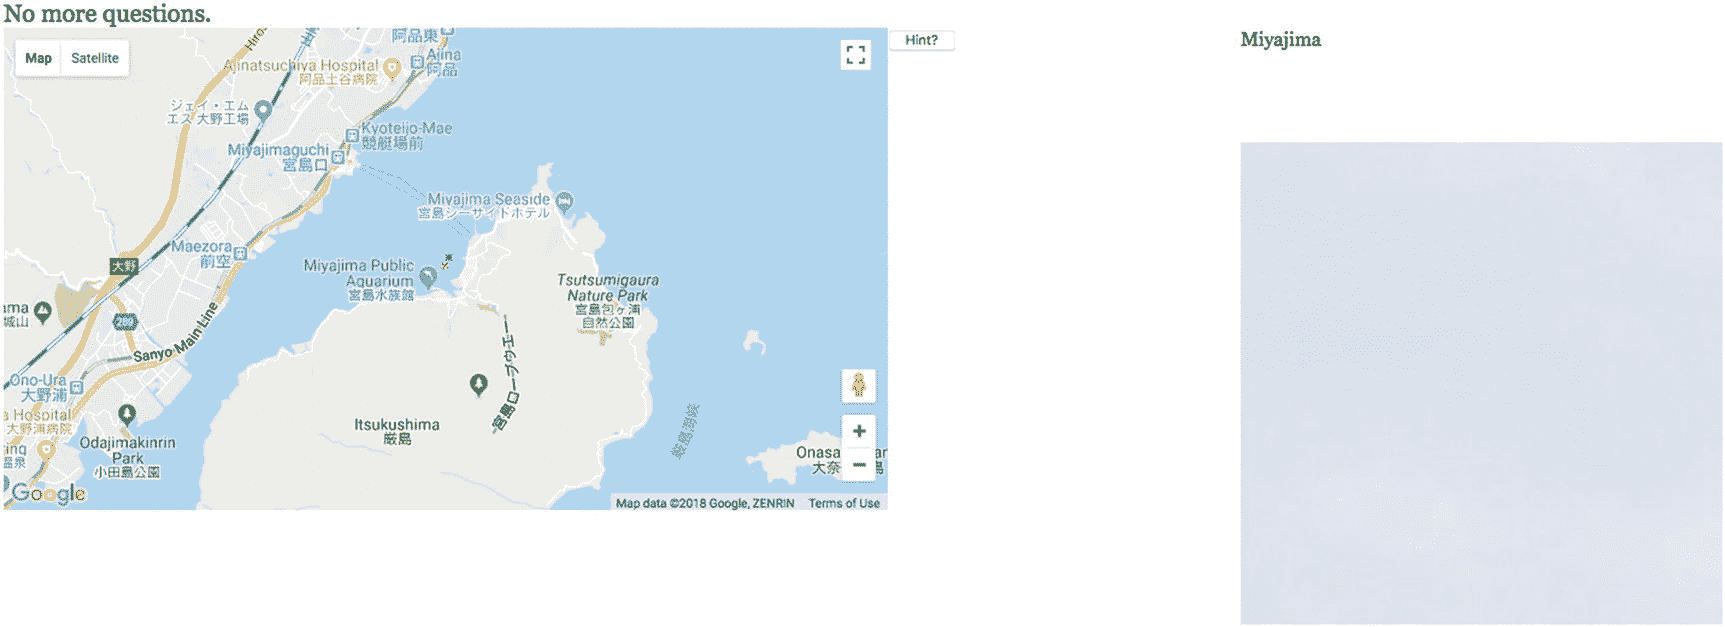 No more questions.
Map
Satellite
Hint?
Miyajima
阿品東
Ajina
阿品
Ajinatsuchiya Hospital
阿品土谷病院
ジェイ・エム
エス 大野工場
Kyoteijo-Mae
競艇場前
Miyajimaguchi
宮島口
Miyajima Seaside
宮島シーサイドホテル
Maezora
前空
大野
Miyajima Public
Aquarium
宮島水族館
Tsutsumigaura
Nature Park
宮島包ヶ浦
自然公園
Sanyo Main Line
宮島ロープウエー
Ono-Ura
大野浦
Hospital
大野浦病院
Odajimakinrin
Park
小田島公園
Itsukushima
厳島
厳島海峡
Onasa
大奈
Google
Map data ©2018 Google, ZENRIN
Terms of Use